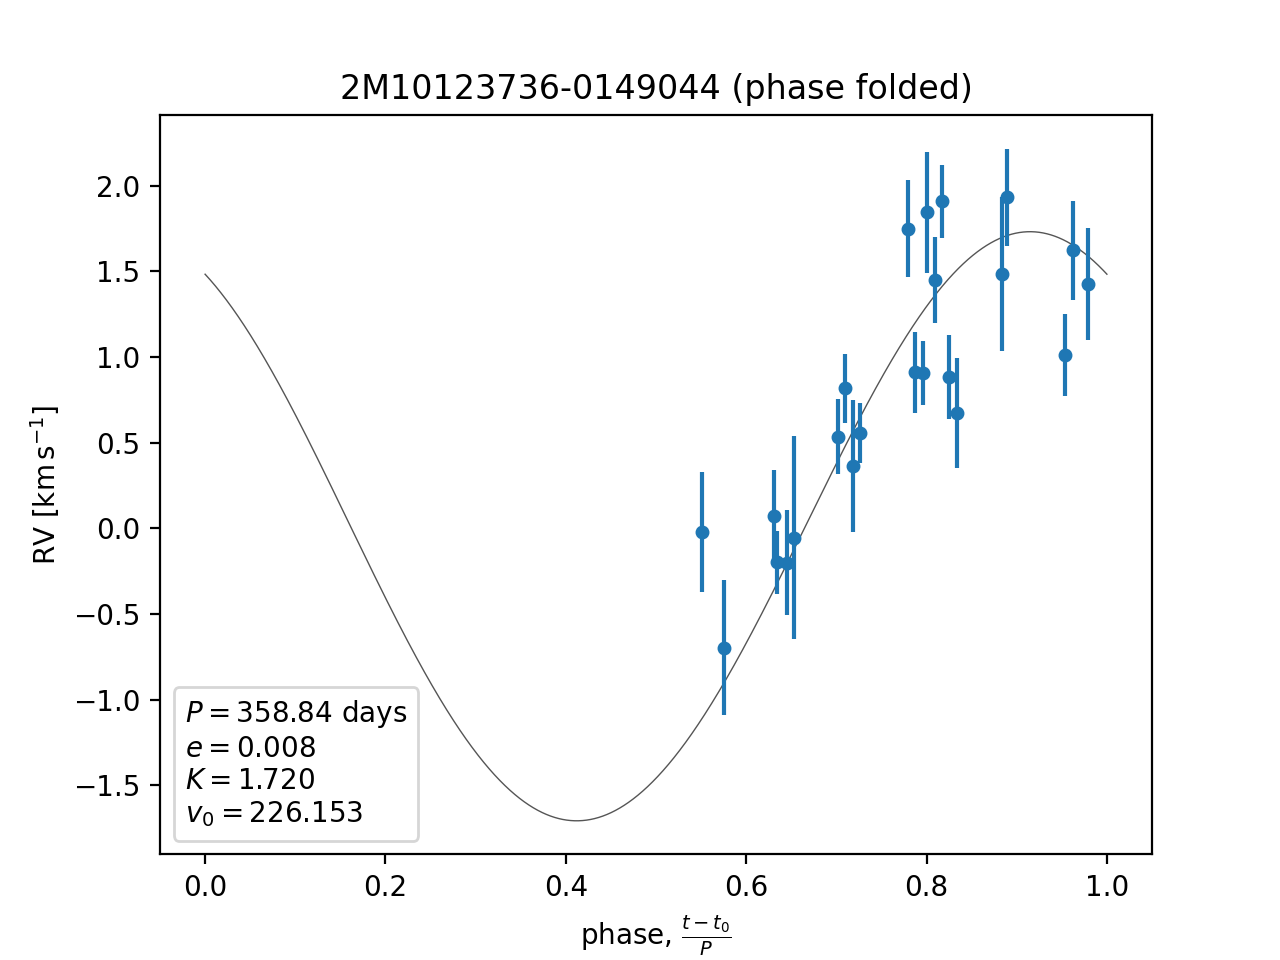 2M10123736-0149044 (phase folded)
2.0
1.5
1.0
0.5
0.0
−0.5
−1.0
−1.5
RV [km s⁻¹]
P = 358.84 days
e = 0.008
K = 1.720
v₀ = 226.153
0.0 0.2 0.4 0.6 0.8 1.0
phase, (t − t₀)/P